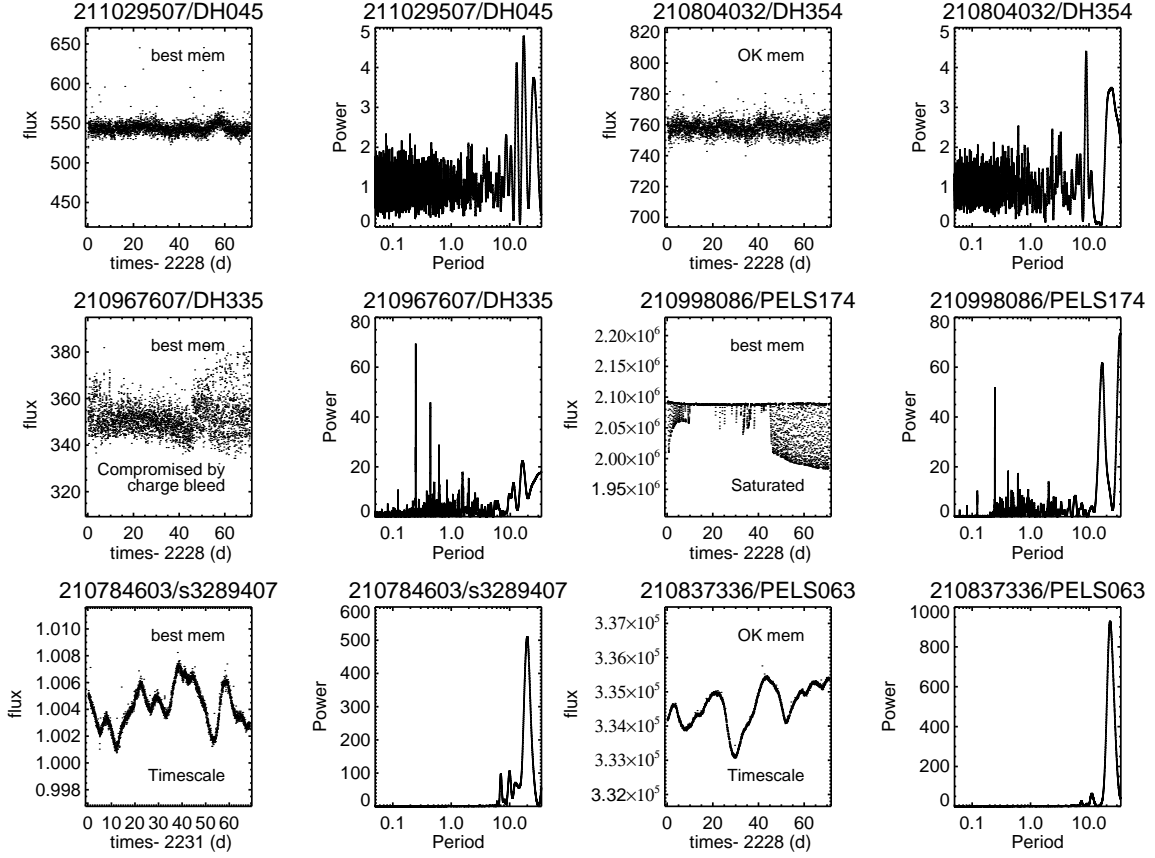 211029507/DH045
211029507/DH045
210804032/DH354
210804032/DH354
flux
650
600
550
500
450
best mem
0 20 40 60
times- 2228 (d)
Power
5
4
3
2
1
0
0.1 1.0 10.0
Period
flux
820
800
780
760
740
720
700
OK mem
0 20 40 60
times- 2228 (d)
Power
5
4
3
2
1
0
0.1 1.0 10.0
Period
210967607/DH335
210967607/DH335
210998086/PELS174
210998086/PELS174
flux
380
360
340
320
best mem
Compromised by
charge bleed
0 20 40 60
times- 2228 (d)
Power
80
60
40
20
0
0.1 1.0 10.0
Period
flux
2.20×10⁶
2.15×10⁶
2.10×10⁶
2.05×10⁶
2.00×10⁶
1.95×10⁶
best mem
Saturated
0 20 40 60
times- 2228 (d)
Power
80
60
40
20
0
0.1 1.0 10.0
Period
210784603/s3289407
210784603/s3289407
210837336/PELS063
210837336/PELS063
flux
1.010
1.008
1.006
1.004
1.002
1.000
0.998
best mem
Timescale
0 10 20 30 40 50 60
times- 2231 (d)
Power
600
500
400
300
200
100
0
0.1 1.0 10.0
Period
flux
3.37×10⁵
3.36×10⁵
3.35×10⁵
3.34×10⁵
3.33×10⁵
3.32×10⁵
OK mem
Timescale
0 20 40 60
times- 2228 (d)
Power
1000
800
600
400
200
0
0.1 1.0 10.0
Period